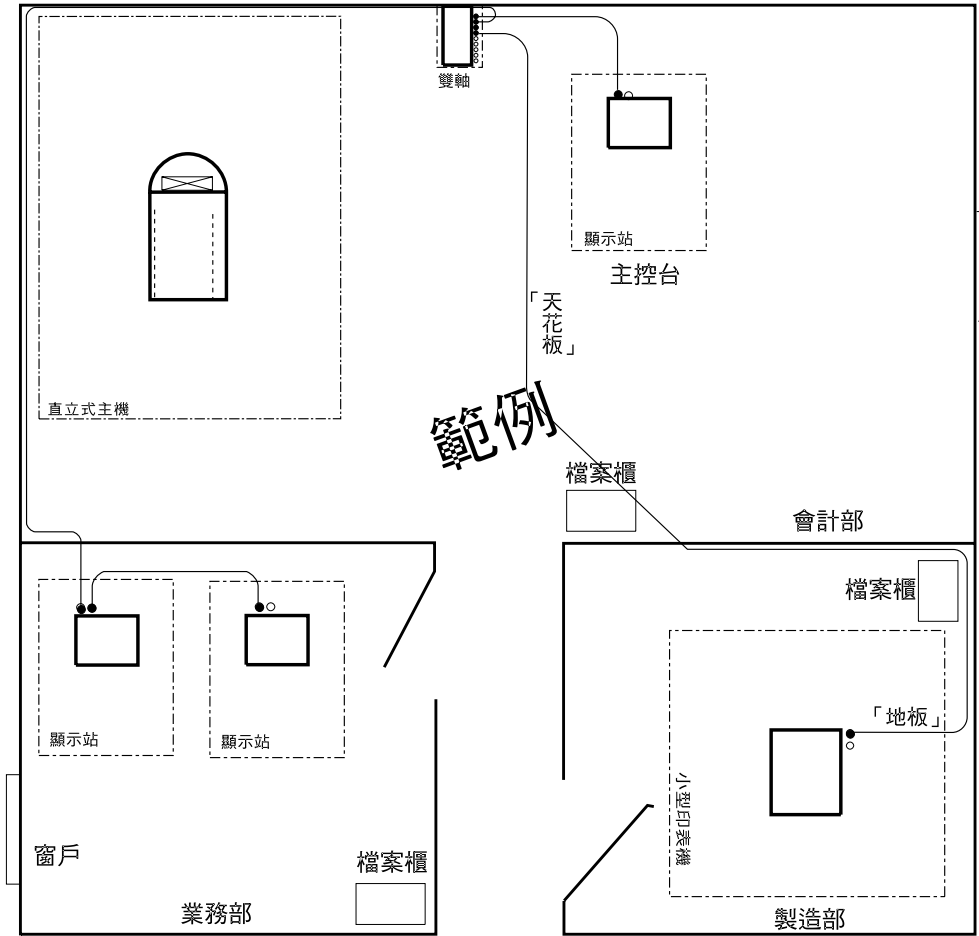 雙軸
顯示站
主控台
「天花板」
直立式主機
範例
檔案櫃
會計部
檔案櫃
「地板」
顯示站
顯示站
小型印表機
窗戶
檔案櫃
業務部
製造部